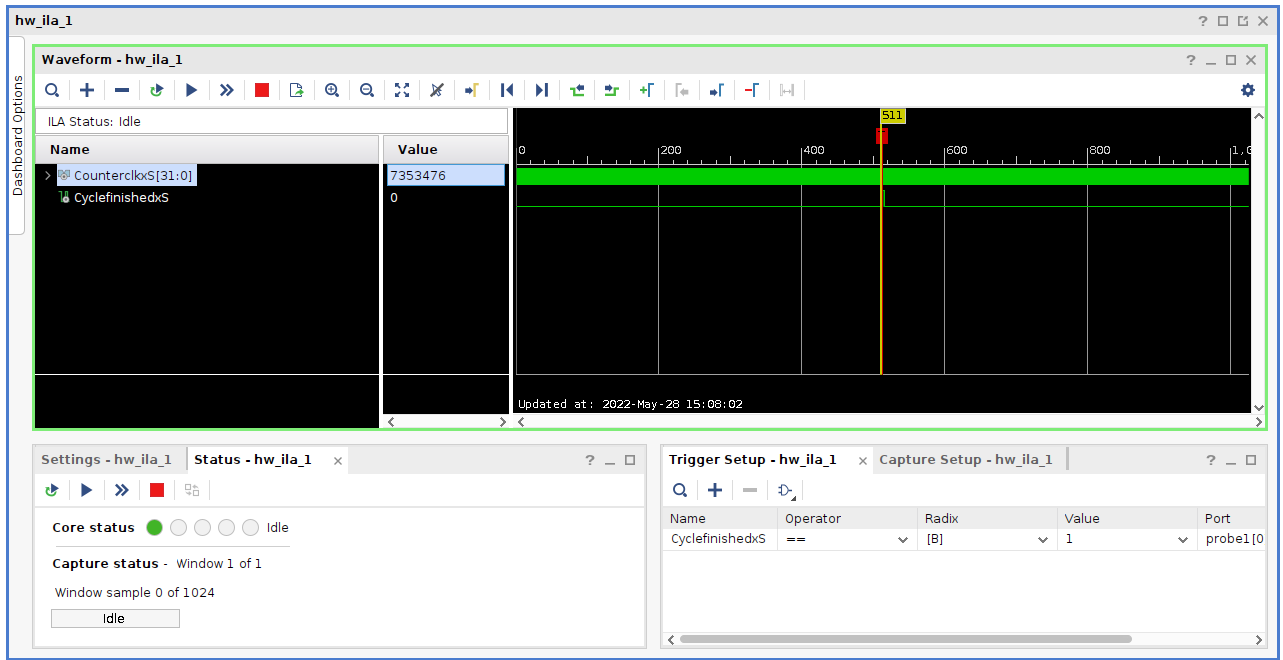 hw_ila_1
Dashboard Options
Waveform - hw_ila_1
ILA Status: Idle
Name Value
CounterclkxS[31:0] 7353476
CyclefinishedxS 0
511
0 200 400 600 800 1,0
Updated at: 2022-May-28 15:08:02
Settings - hw_ila_1 Status - hw_ila_1
Core status Idle
Capture status - Window 1 of 1
Window sample 0 of 1024
Idle
Trigger Setup - hw_ila_1 Capture Setup - hw_ila_1
Name Operator Radix Value Port
CyclefinishedxS == [B] 1 probe1[0